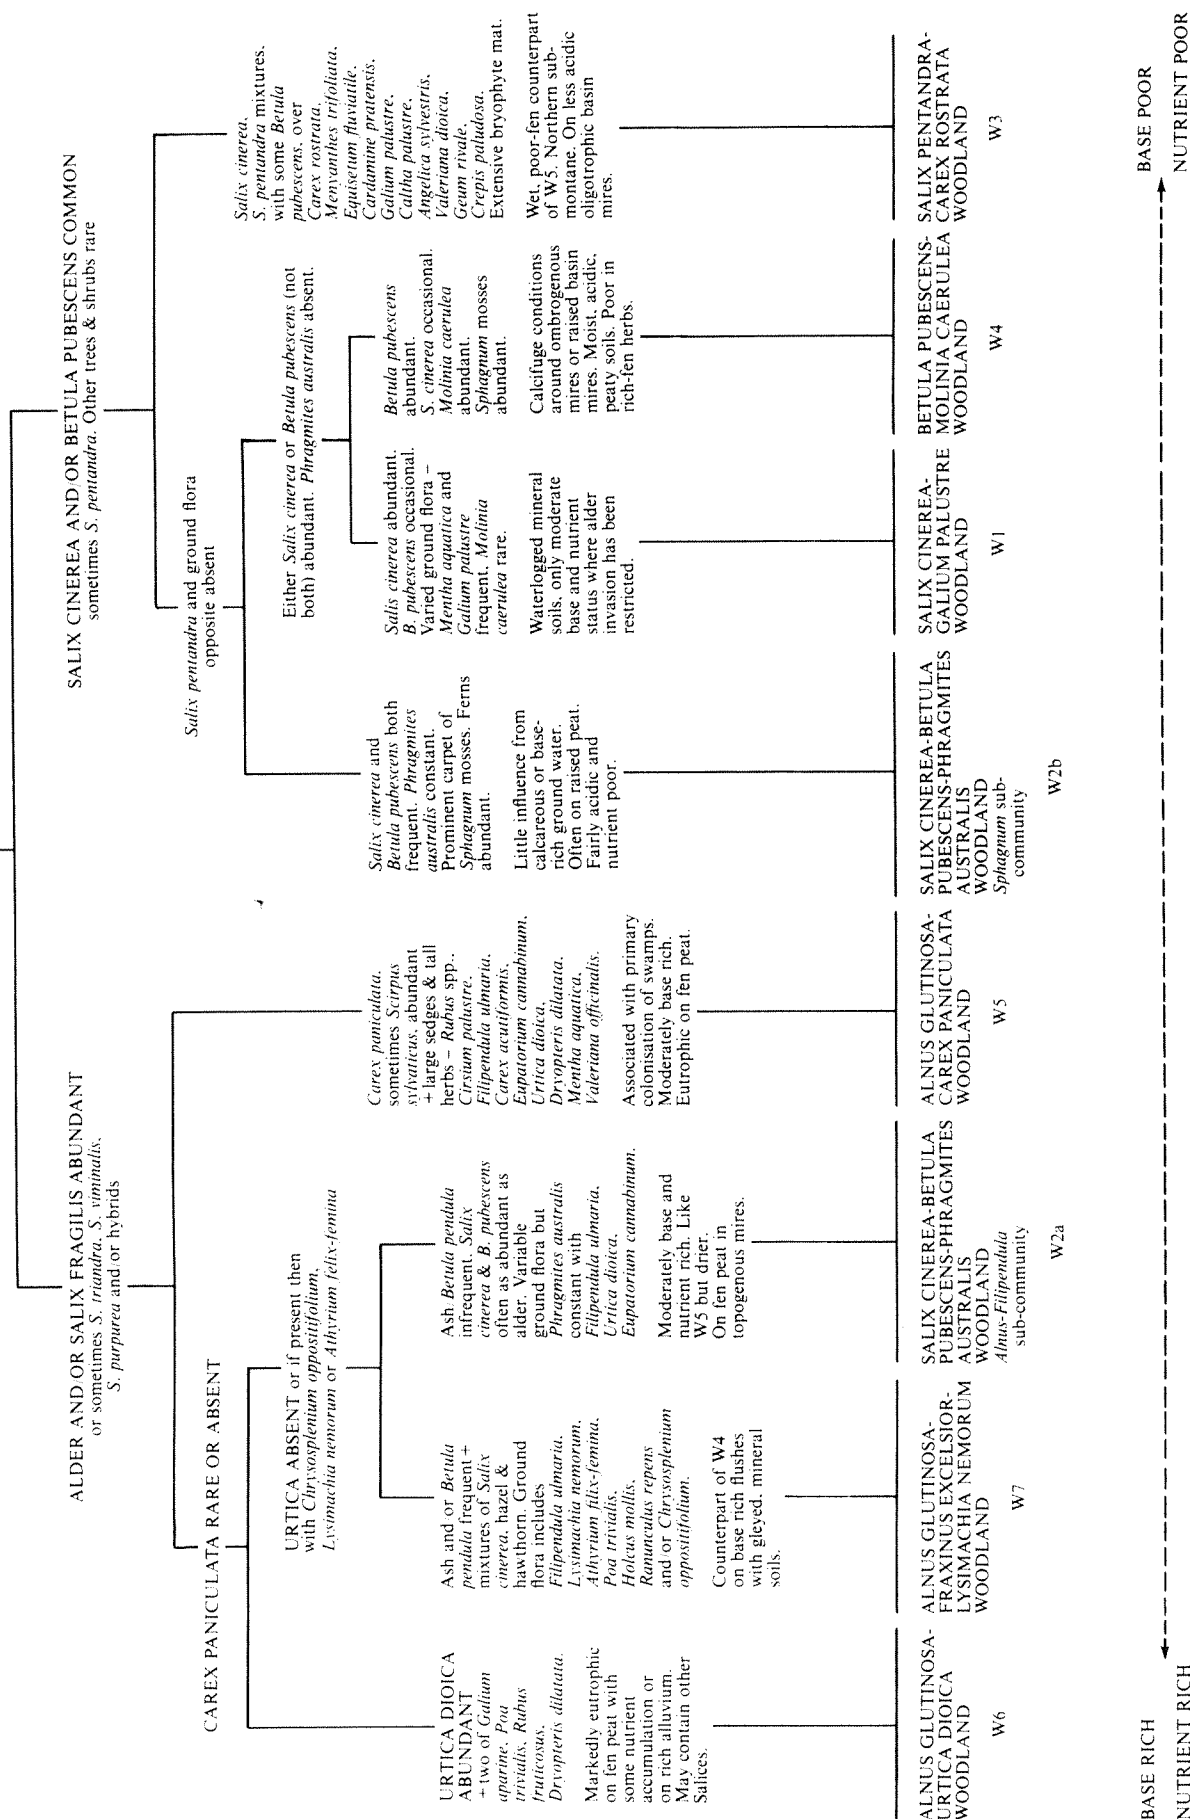 ALDER AND/OR SALIX FRAGILIS ABUNDANT
or sometimes S. triandra. S. viminalis.
S. purpurea and/or hybrids
SALIX CINEREA AND/OR BETULA PUBESCENS COMMON
sometimes S. pentandra. Other trees & shrubs rare
CAREX PANICULATA RARE OR ABSENT
Salix pentandra and ground flora
opposite absent
URTICA ABSENT or if present then
with Chrysosplenium oppositifolium.
Lysimachia nemorum or Athyrium felix-femina
Either Salix cinerea or Betula pubescens (not
both) abundant. Phragmites australis absent.
URTICA DIOICA
ABUNDANT
+ two of Galium
aparine. Poa
trivialis. Rubus
fruticosus.
Dryopteris dilatata.
Markedly eutrophic
on fen peat with
some nutrient
accumulation or
on rich alluvium.
May contain other
Salices.
ALNUS GLUTINOSA-
URTICA DIOICA
WOODLAND
W6
Ash and or Betula
pendula frequent +
mixtures of Salix
cinerea. hazel &
hawthorn. Ground
flora includes
Filipendula ulmaria.
Lysimachia nemorum.
Athyrium filix-femina.
Poa trivialis.
Holcus mollis.
Ranunculus repens
and/or Chrysosplenium
oppositifolium.
Counterpart of W4
on base rich flushes
with gleyed. mineral
soils.
ALNUS GLUTINOSA-
FRAXINUS EXCELSIOR-
LYSIMACHIA NEMORUM
WOODLAND
W7
Ash Betula pendula
infrequent. Salix
cinerea & B. pubescens
often as abundant as
alder. Variable
ground flora but
Phragmites australis
constant with
Filipendula ulmaria.
Urtica dioica.
Eupatorium cannabinum.
Moderately base and
nutrient rich. Like
W5 but drier.
On fen peat in
topogenous mires.
SALIX CINEREA-BETULA
PUBESCENS-PHRAGMITES
AUSTRALIS
WOODLAND
Alnus-Filipendula
sub-community
W2a
Carex paniculata.
sometimes Scirpus
sylvaticus. abundant
+ large sedges & tall
herbs – Rubus spp..
Cirsium palustre.
Filipendula ulmaria.
Carex acutiformis.
Eupatorium cannabinum.
Urtica dioica.
Dryopteris dilatata.
Mentha aquatica.
Valeriana officinalis.
Associated with primary
colonisation of swamps.
Moderately base rich.
Eutrophic on fen peat.
ALNUS GLUTINOSA-
CAREX PANICULATA
WOODLAND
W5
Salix cinerea and
Betula pubescens both
frequent. Phragmites
australis constant.
Prominent carpet of
Sphagnum mosses. Ferns
abundant.
Little influence from
calcareous or base-
rich ground water.
Often on raised peat.
Fairly acidic and
nutrient poor.
SALIX CINEREA-BETULA
PUBESCENS-PHRAGMITES
AUSTRALIS
WOODLAND
Sphagnum sub-
community
W2b
Salis cinerea abundant.
B. pubescens occasional.
Varied ground flora –
Mentha aquatica and
Galium palustre
frequent. Molinia
caerulea rare.
Waterlogged mineral
soils, only moderate
base and nutrient
status where alder
invasion has been
restricted.
SALIX CINEREA-
GALIUM PALUSTRE
WOODLAND
W1
Betula pubescens
abundant.
S. cinerea occasional.
Molinia caerulea
abundant.
Sphagnum mosses
abundant.
Calcifuge conditions
around ombrogenous
mires or raised basin
mires. Moist, acidic.
peaty soils. Poor in
rich-fen herbs.
BETULA PUBESCENS-
MOLINIA CAERULEA
WOODLAND
W4
Salix cinerea.
S. pentandra mixtures.
with some Betula
pubescens. over
Carex rostrata.
Menyanthes trifoliata.
Equisetum fluviatile.
Cardamine pratensis.
Galium palustre.
Caltha palustre.
Angelica sylvestris.
Valeriana dioica.
Geum rivale.
Crepis paludosa.
Extensive bryophyte mat.
Wet, poor-fen counterpart
of W5. Northern sub-
montane. On less acidic
oligotrophic basin
mires.
SALIX PENTANDRA-
CAREX ROSTRATA
WOODLAND
W3
BASE RICH
NUTRIENT RICH
BASE POOR
NUTRIENT POOR